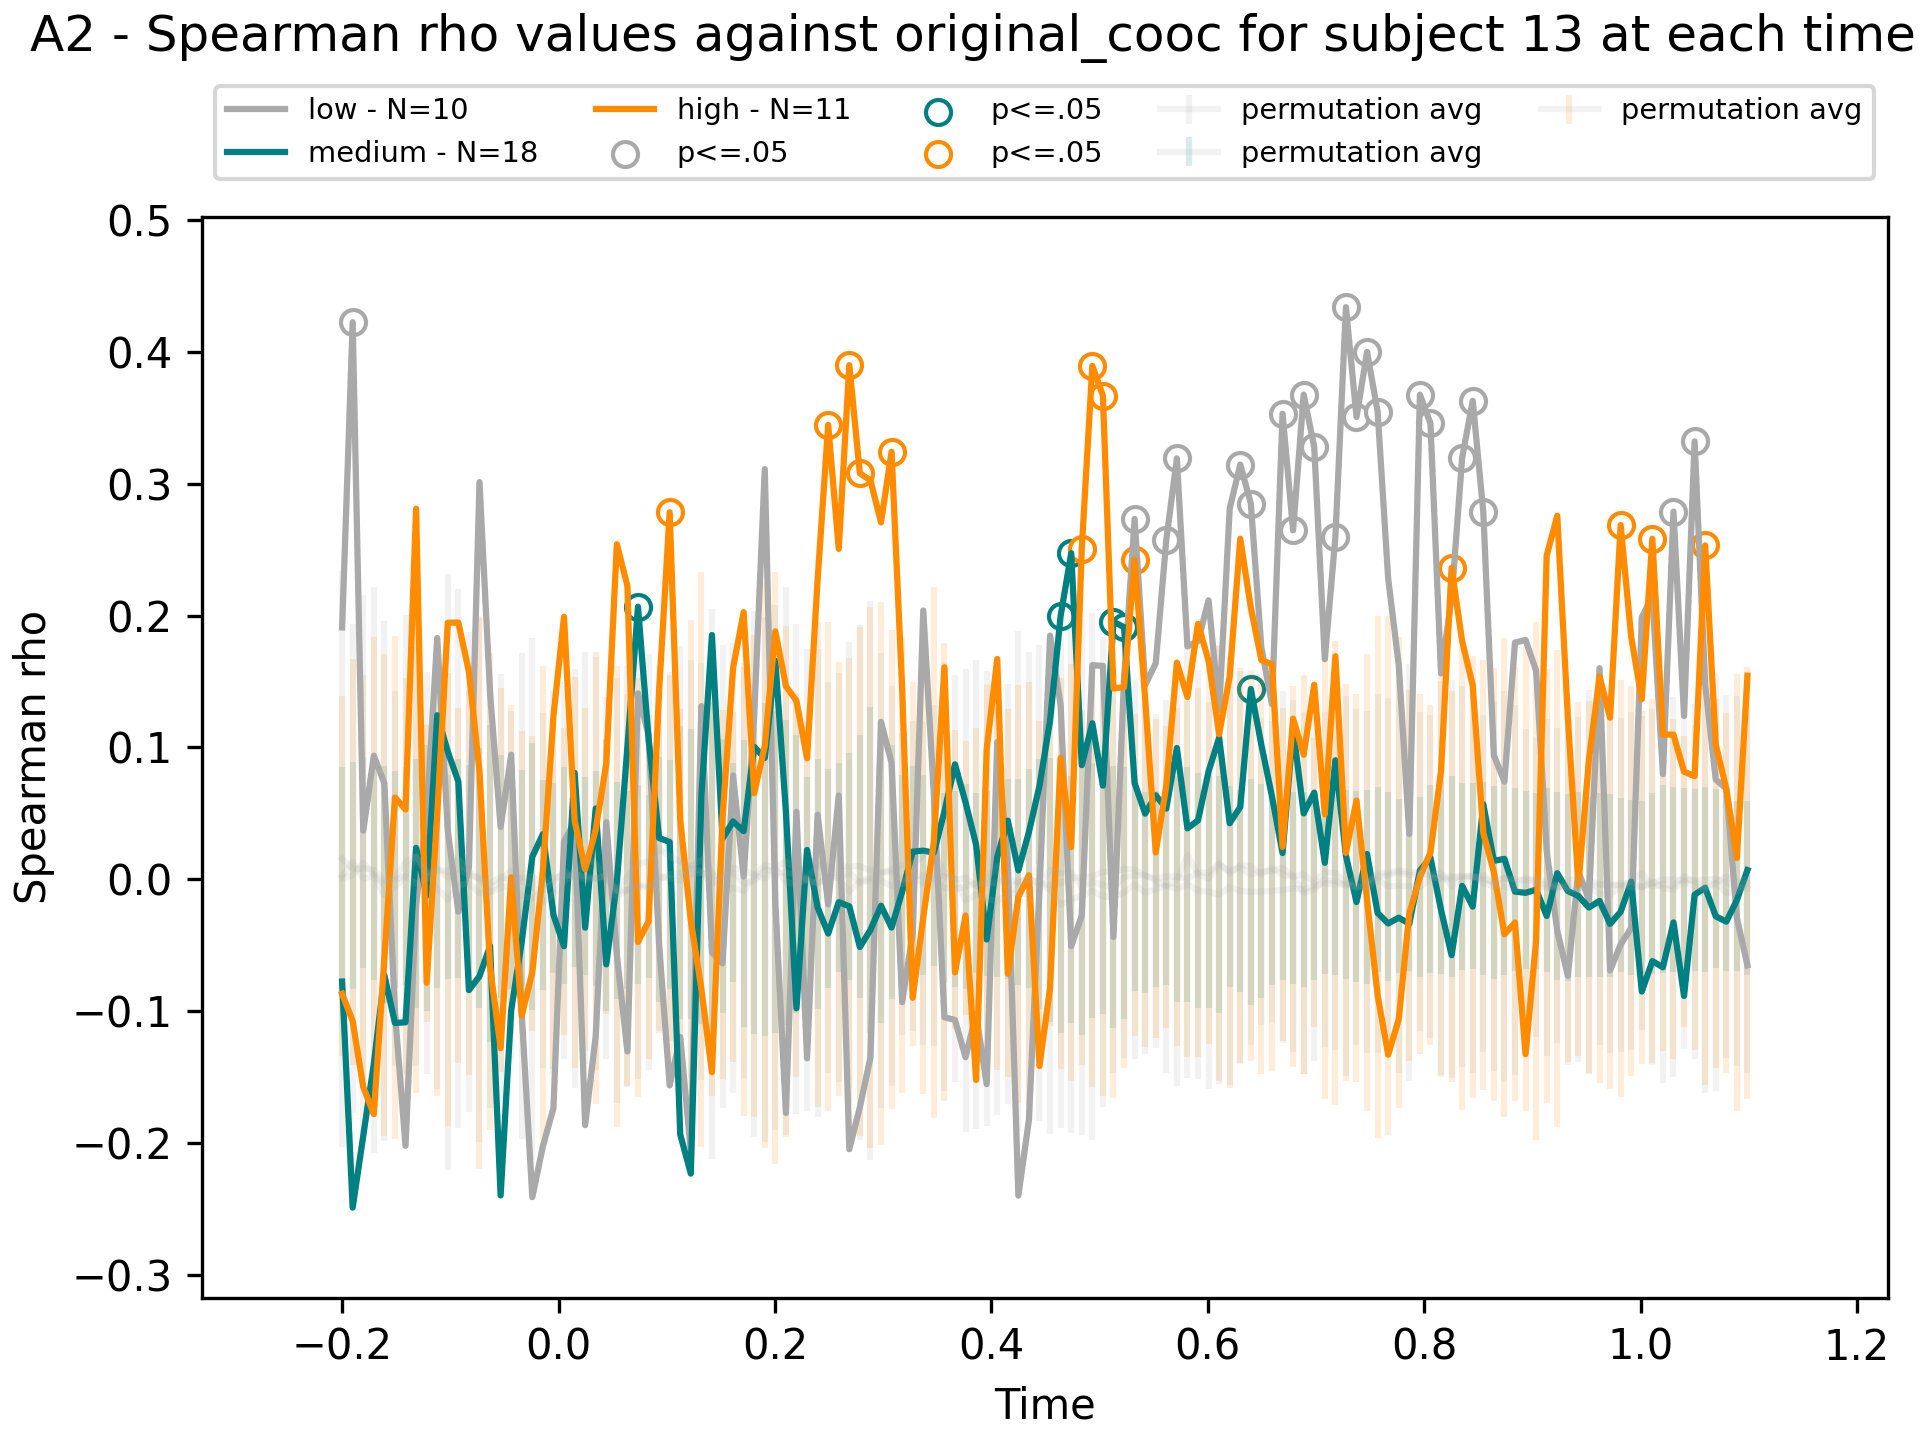 A2 - Spearman rho values against original_cooc for subject 13 at each time
low - N=10 high - N=11 p<=.05 permutation avg permutation avg
medium - N=18 p<=.05 p<=.05 permutation avg
0.5
0.4
0.3
0.2
0.1
0.0
−0.1
−0.2
−0.3
Spearman rho
−0.2 0.0 0.2 0.4 0.6 0.8 1.0 1.2
Time